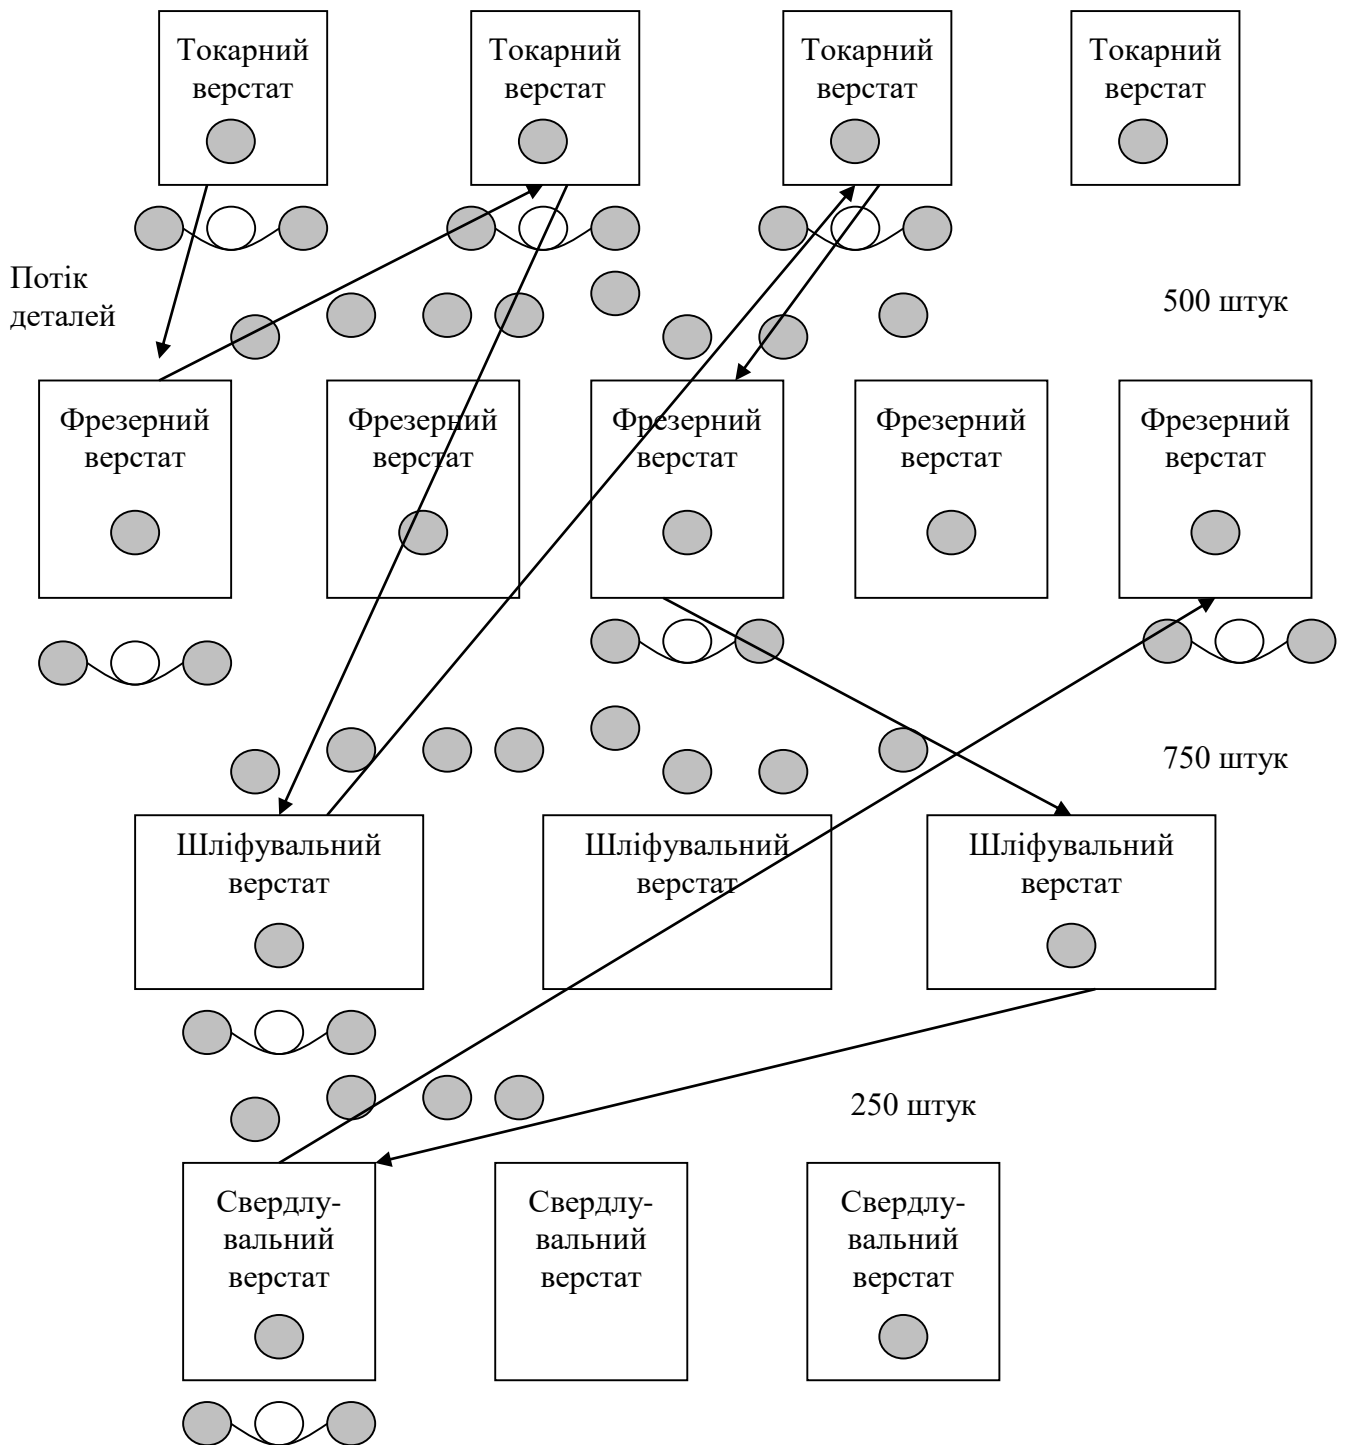 Токарний
верстат
Токарний
верстат
Токарний
верстат
Токарний
верстат
Потік
деталей
500 штук
Фрезерний
верстат
Фрезерний
верстат
Фрезерний
верстат
Фрезерний
верстат
Фрезерний
верстат
750 штук
Шліфувальний
верстат
Шліфувальний
верстат
Шліфувальний
верстат
250 штук
Свердлу-
вальний
верстат
Свердлу-
вальний
верстат
Свердлу-
вальний
верстат